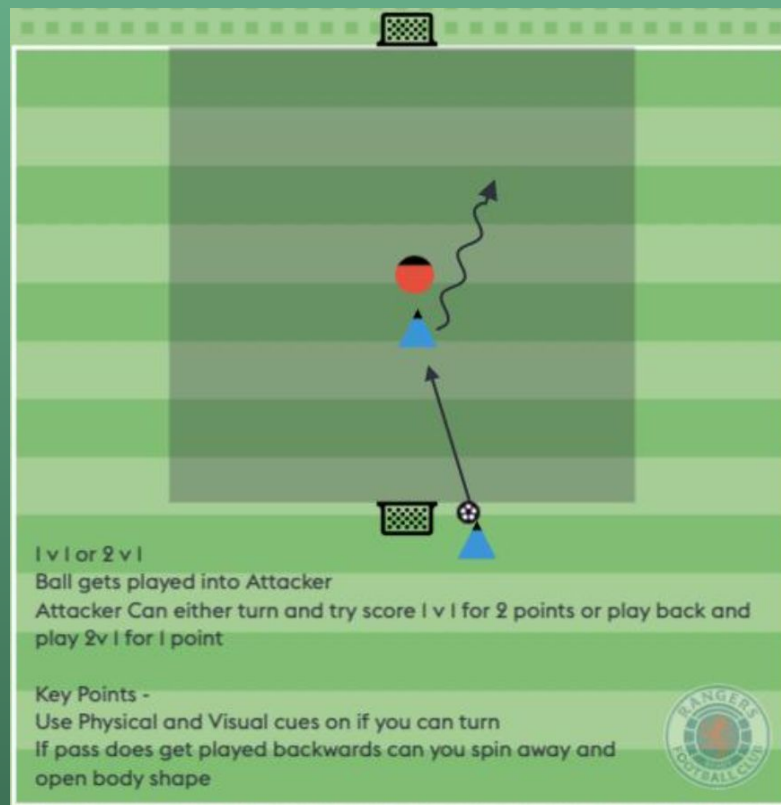 1 v 1 or 2 v 1
Ball gets played into Attacker
Attacker Can either turn and try score 1 v 1 for 2 points or play back and
play 2v 1 for 1 point
Key Points -
Use Physical and Visual cues on if you can turn
If pass does get played backwards can you spin away and
open body shape
RANGERS
FOOTBALL CLUB